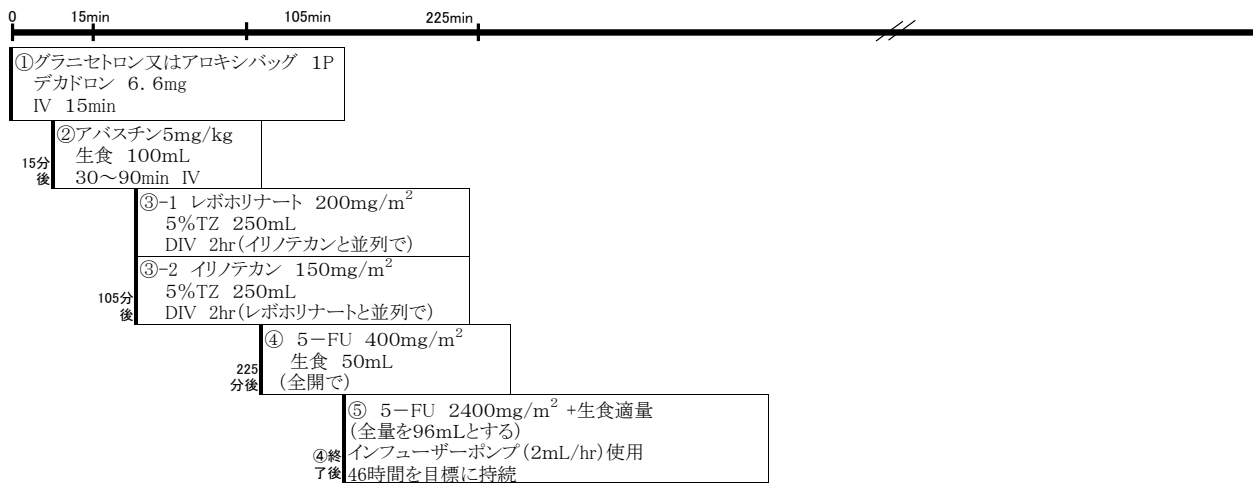 0 15min 105min 225min
①グラニセトロン又はアロキシバッグ 1P
デカドロン 6.6mg
IV 15min
15分後
②アバスチン5mg/kg
生食 100mL
30～90min IV
③-1 レボホリナート 200mg/m²
5%TZ 250mL
DIV 2hr(イリノテカンと並列で)
105分後
③-2 イリノテカン 150mg/m²
5%TZ 250mL
DIV 2hr(レボホリナートと並列で)
225分後
④ 5－FU 400mg/m²
生食 50mL
(全開で)
④終了後
⑤ 5－FU 2400mg/m² +生食適量
(全量を96mLとする)
インフューザーポンプ(2mL/hr)使用
46時間を目標に持続